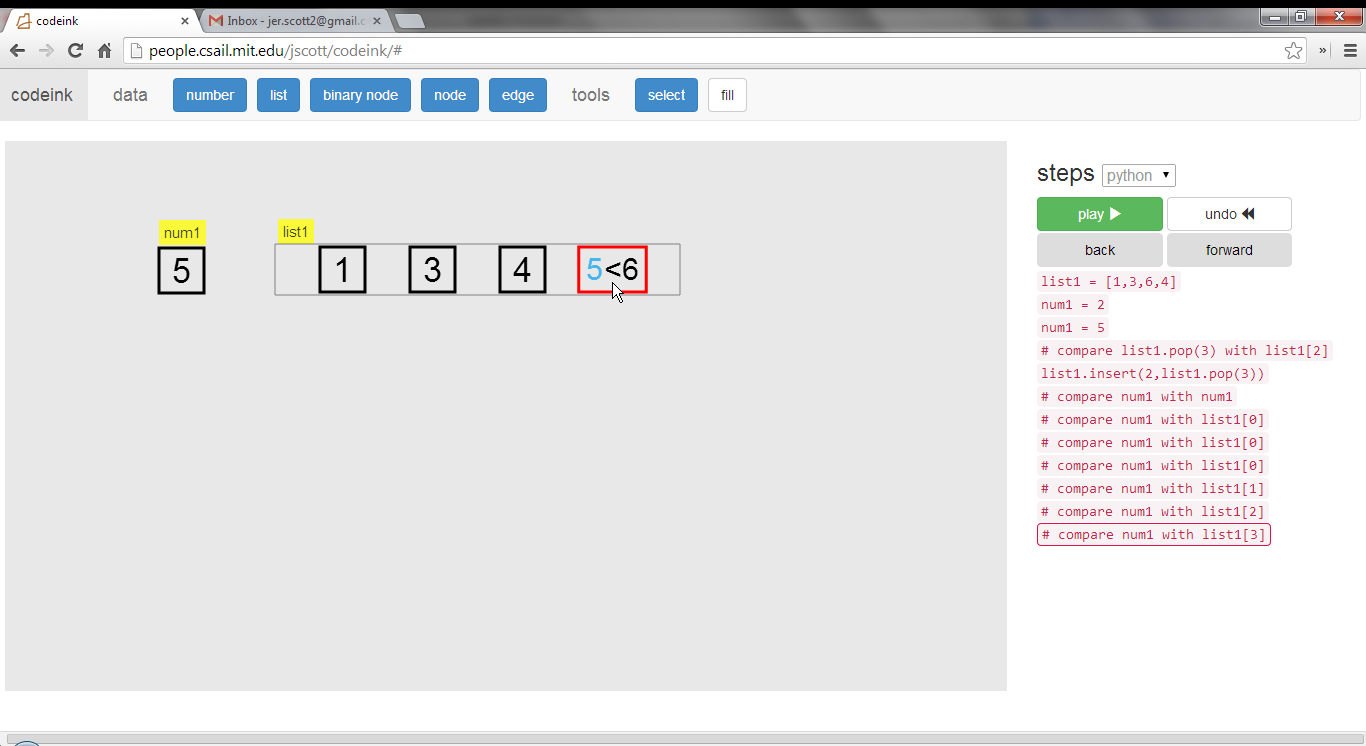 codeink
Inbox - jer.scott2@gmail.c
people.csail.mit.edu/jscott/codeink/#
codeink data number list binary node node edge tools select fill
num1
5
list1
1 3 4 5<6
steps python
play undo
back forward
list1 = [1,3,6,4]
num1 = 2
num1 = 5
# compare list1.pop(3) with list1[2]
list1.insert(2,list1.pop(3))
# compare num1 with num1
# compare num1 with list1[0]
# compare num1 with list1[0]
# compare num1 with list1[0]
# compare num1 with list1[1]
# compare num1 with list1[2]
# compare num1 with list1[3]